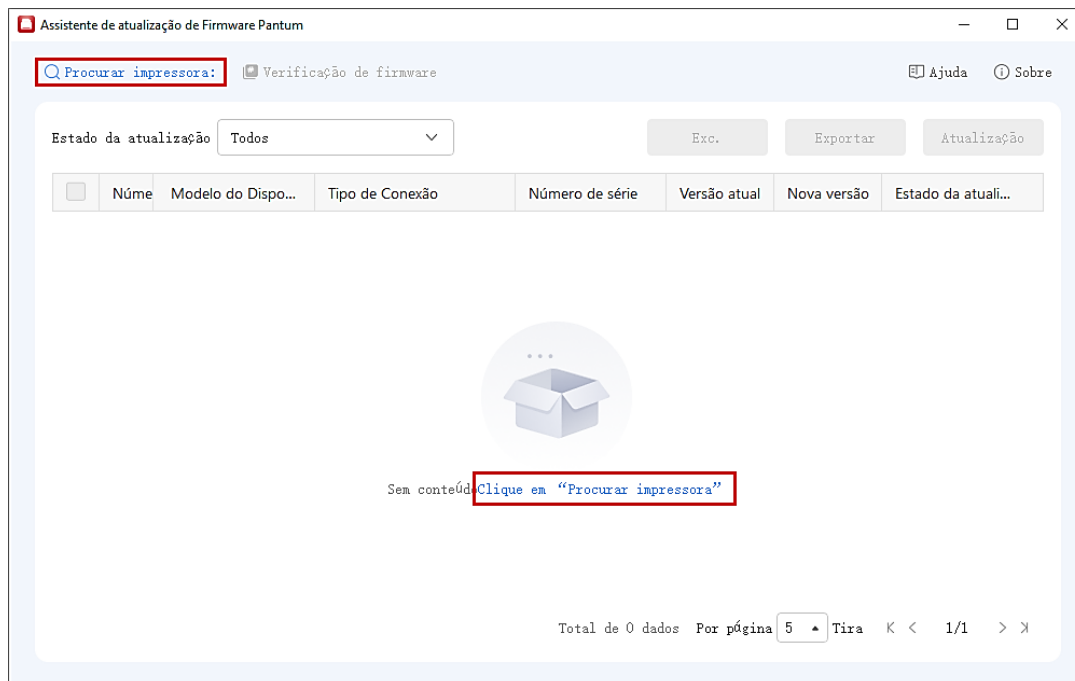 Assistente de atualização de Firmware Pantum
Procurar impressora: Verificação de firmware Ajuda Sobre
Estado da atualização Todos Exc. Exportar Atualização
Núme Modelo do Dispo... Tipo de Conexão Número de série Versão atual Nova versão Estado da atuali...
Sem conteúdo Clique em “Procurar impressora”
Total de 0 dados Por página 5 Tira 1/1